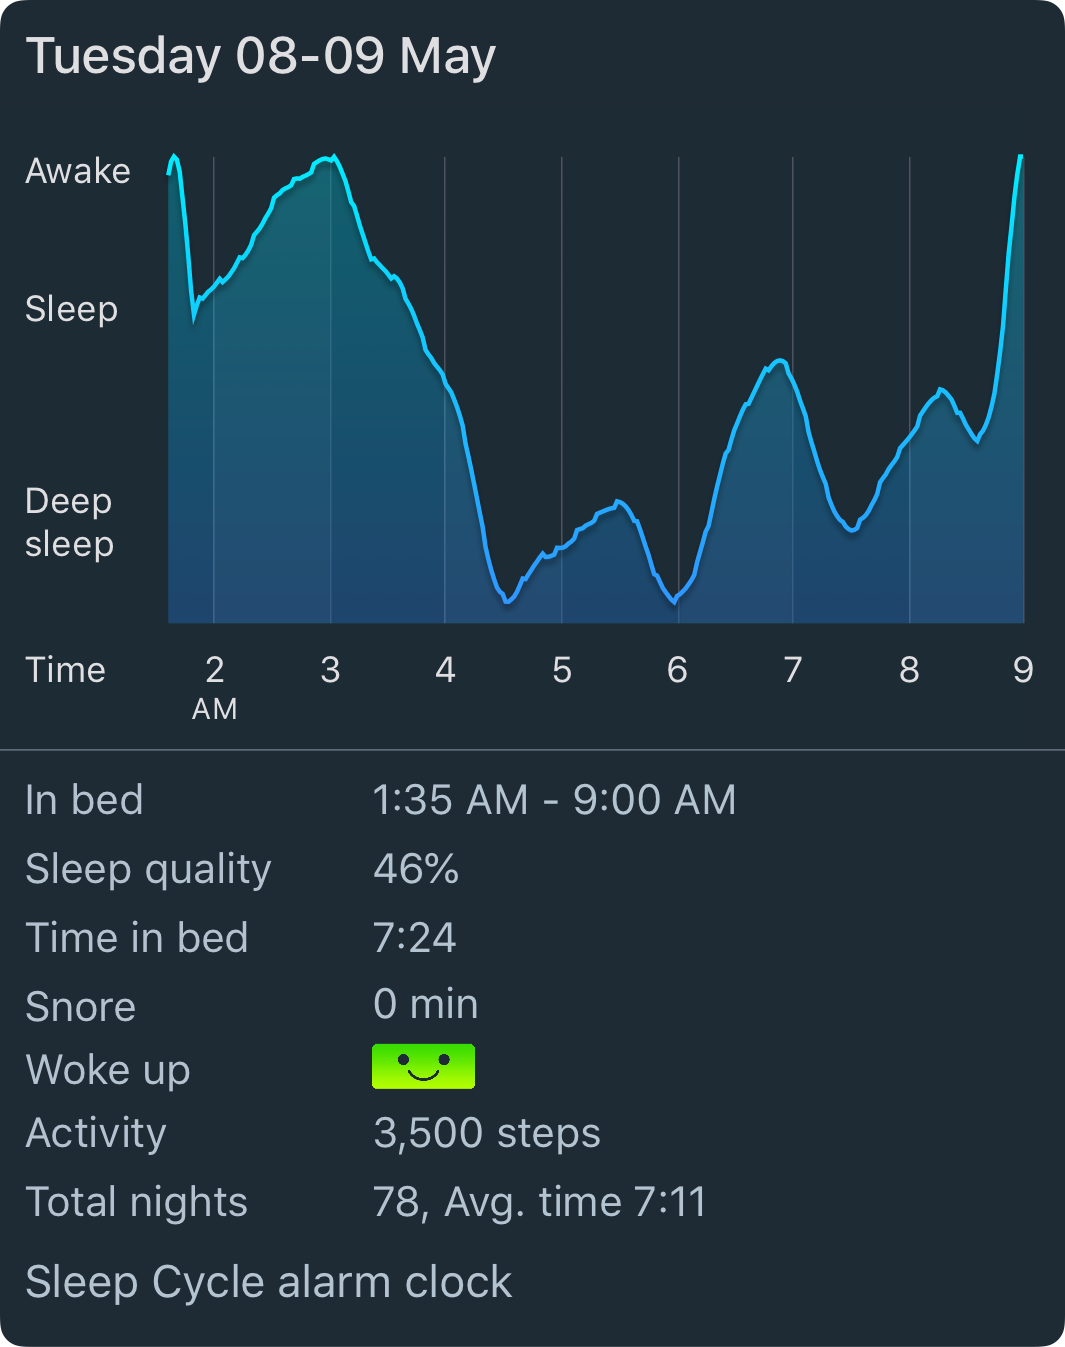 Tuesday 08-09 May
Awake
Sleep
Deep
sleep
Time 2 3 4 5 6 7 8 9
AM
In bed 1:35 AM - 9:00 AM
Sleep quality 46%
Time in bed 7:24
Snore 0 min
Woke up
Activity 3,500 steps
Total nights 78, Avg. time 7:11
Sleep Cycle alarm clock